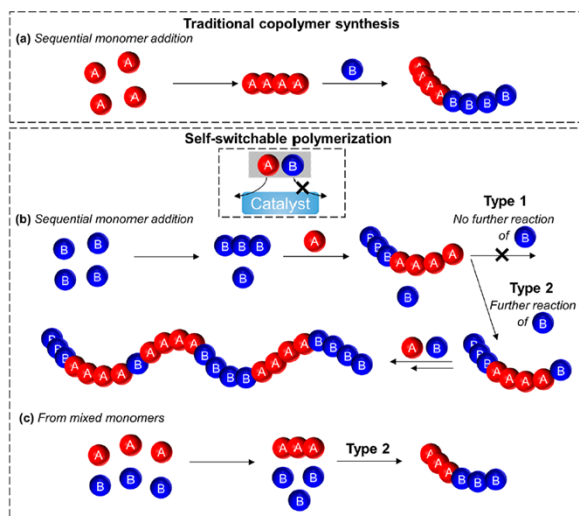 Traditional copolymer synthesis
(a) Sequential monomer addition
A A A A
A A A A
B
A A A A B B B B
Self-switchable polymerization
A B
Catalyst
(b) Sequential monomer addition
Type 1
No further reaction
of B
B B B B
B B B
B
A
B B B A A A A
B
Type 2
Further reaction
of B
B B B A A A A B A A A A B B B B A A A A B B B B
A B
B B B A A A A B
(c) From mixed monomers
A A A
B B B
A A A
B B
B
Type 2
A A A B B B